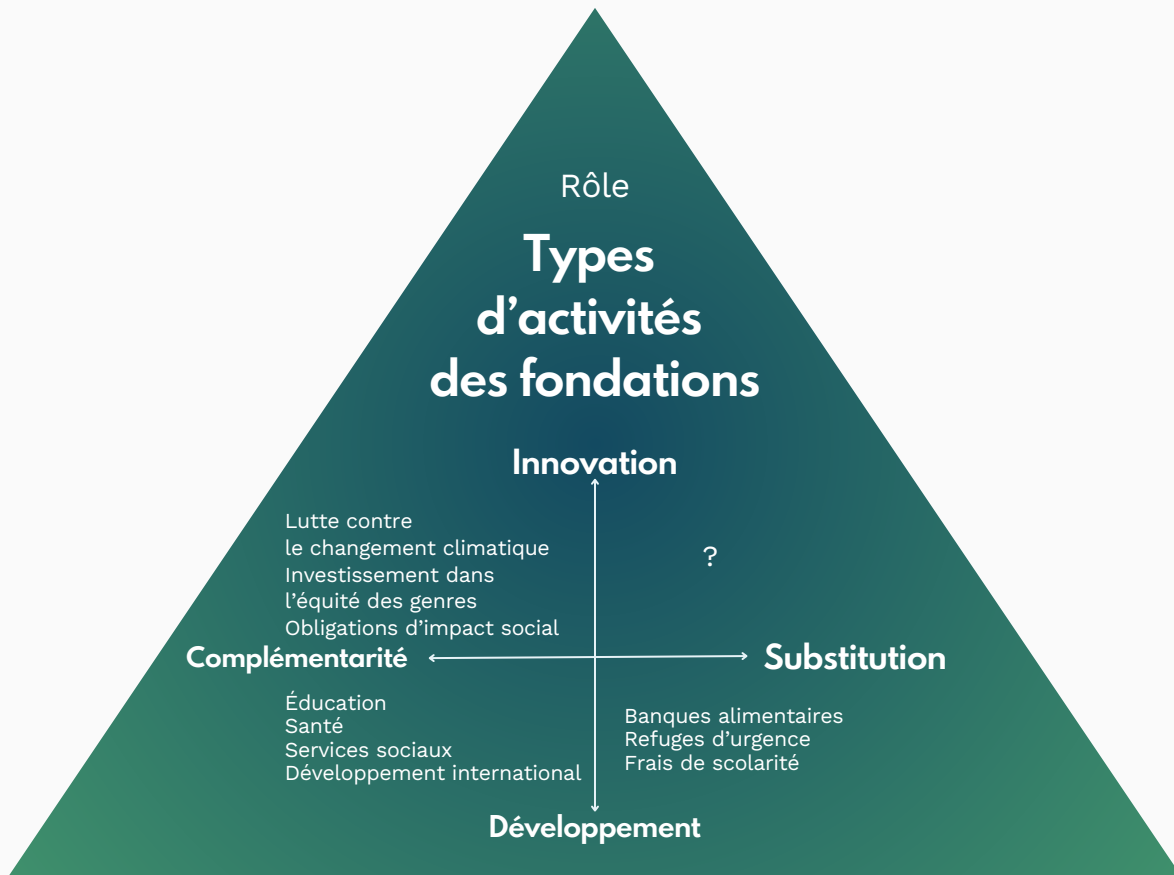 Rôle
Types
d’activités
des fondations
Innovation
Lutte contre
le changement climatique
Investissement dans
l’équité des genres
Obligations d’impact social
?
Complémentarité
Substitution
Éducation
Santé
Services sociaux
Développement international
Banques alimentaires
Refuges d’urgence
Frais de scolarité
Développement